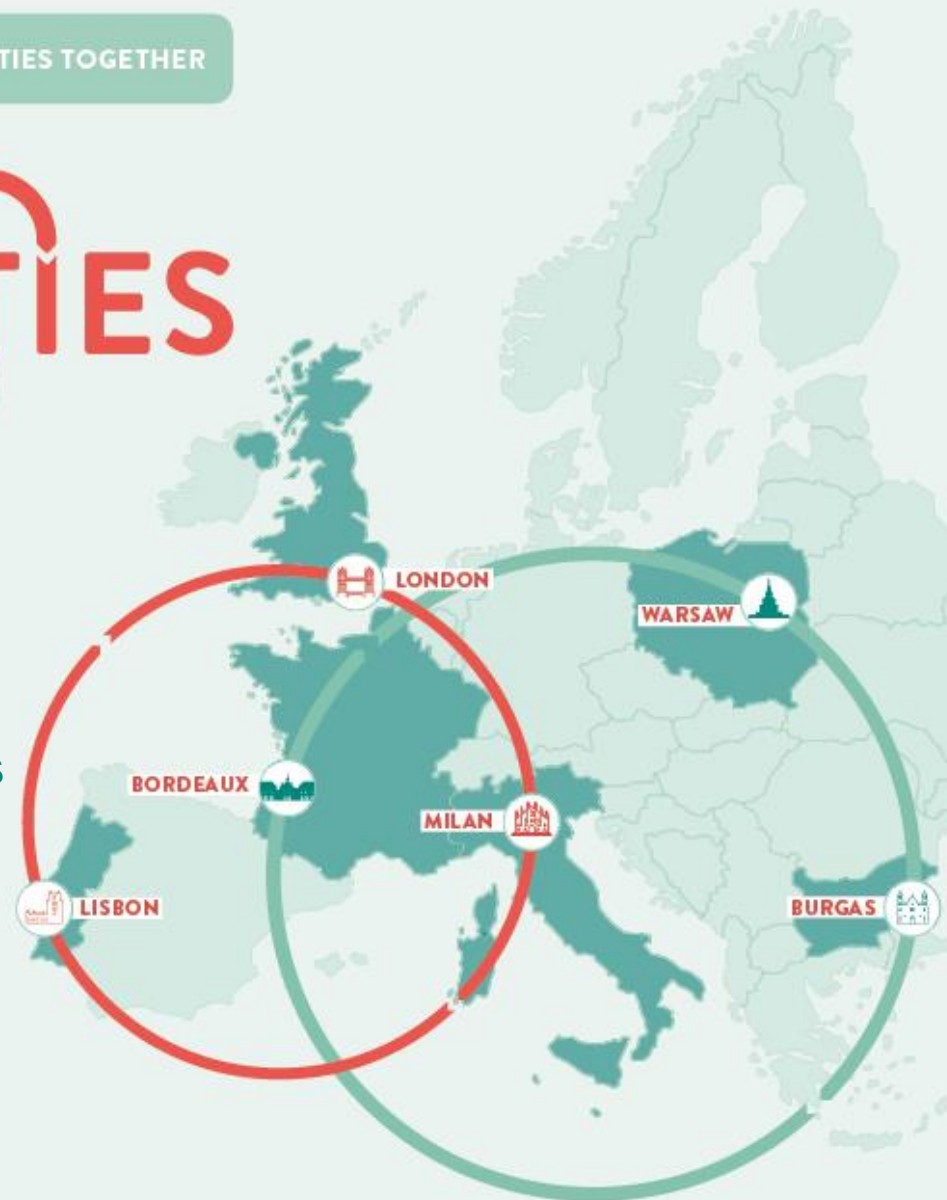 TIES TOGETHER
TIES
LONDON
WARSAW
S
BORDEAUX
MILAN
LISBON
BURGAS